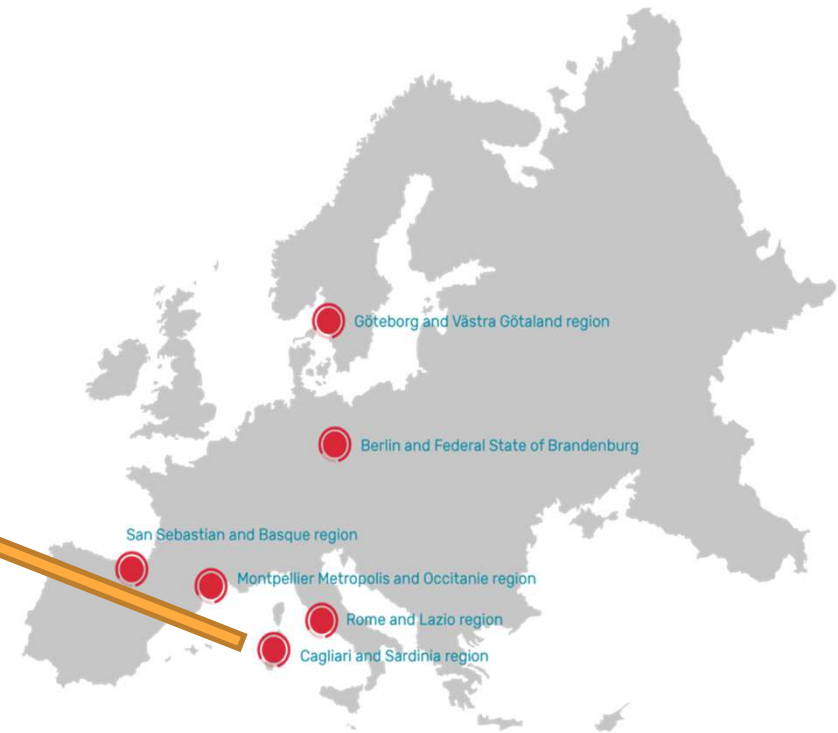 Göteborg and Västra Götaland region
Berlin and Federal State of Brandenburg
San Sebastian and Basque region
Montpellier Metropolis and Occitanie region
Rome and Lazio region
Cagliari and Sardinia region